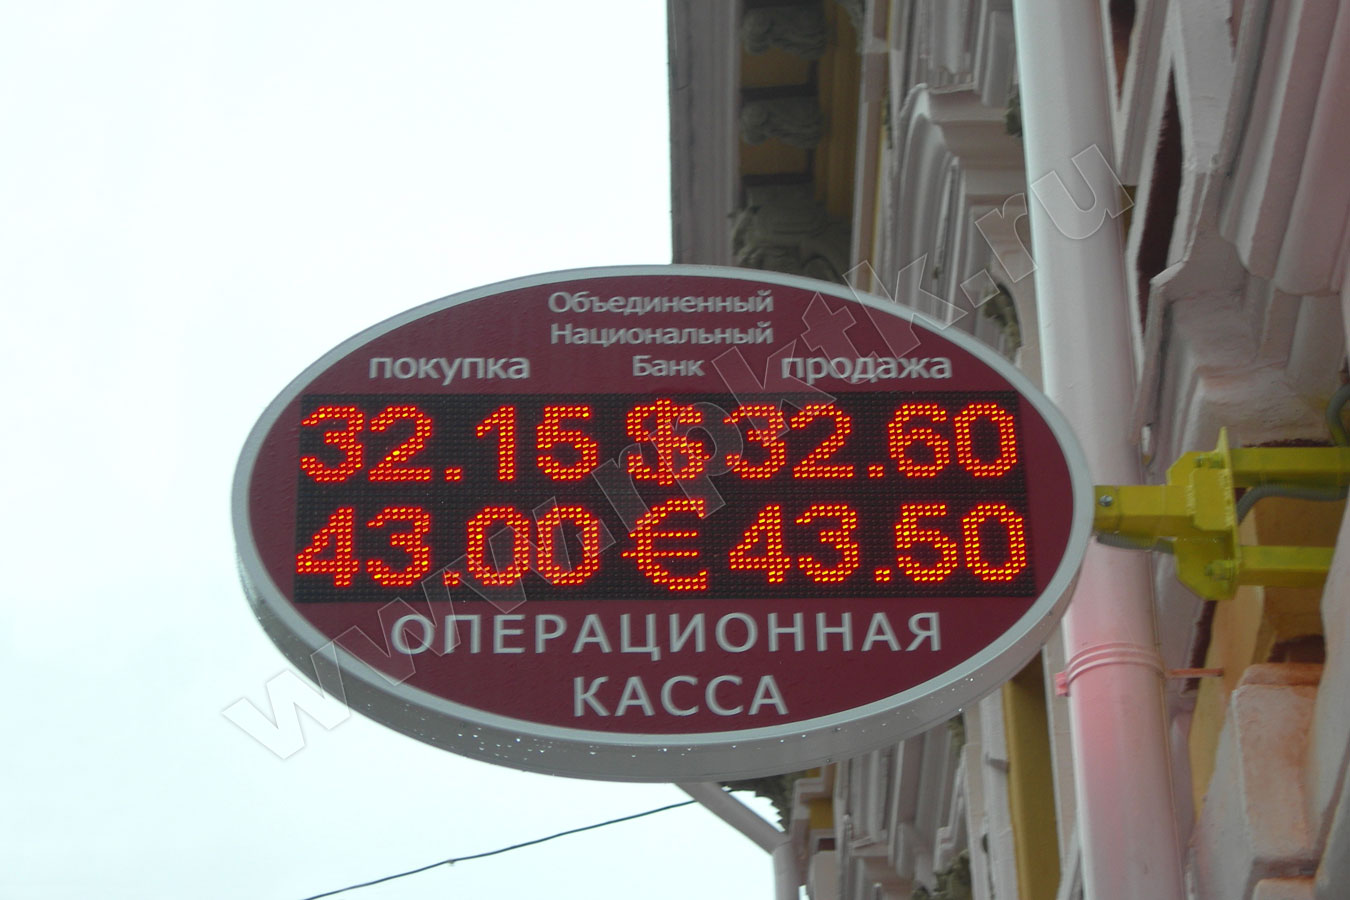 Объединенный
Национальный
Банк
покупка продажа
32.15 $ 32.60
43.00 € 43.50
ОПЕРАЦИОННАЯ
КАССА
www.rpktk.ru